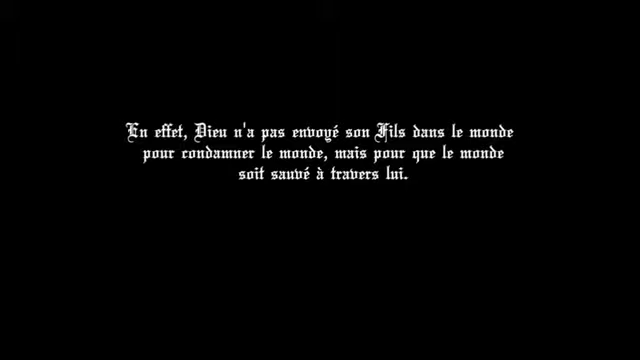 En effet, Dieu n'a pas envoyé son Fils dans le monde
pour condamner le monde, mais pour que le monde
soit sauvé à travers lui.